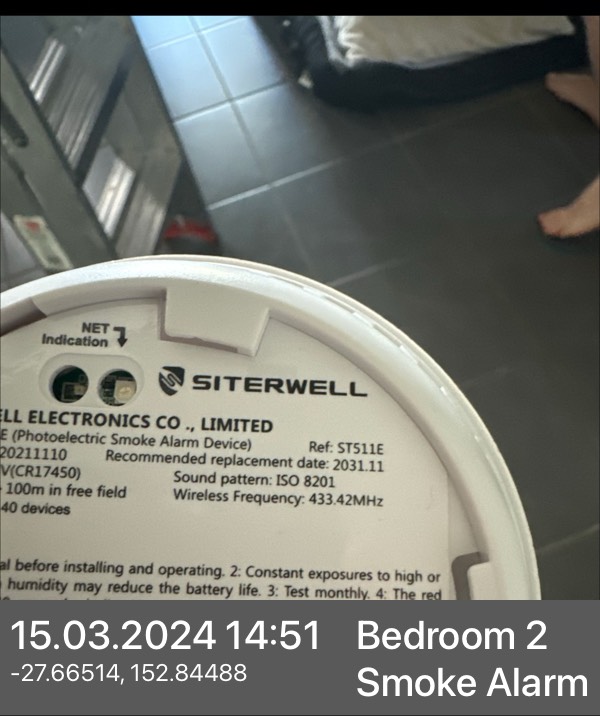 NET
Indication
SITERWELL
ELL ELECTRONICS CO ., LIMITED
E (Photoelectric Smoke Alarm Device) Ref: ST511E
20211110 Recommended replacement date: 2031.11
V(CR17450) Sound pattern: ISO 8201
100m in free field Wireless Frequency: 433.42MHz
40 devices
al before installing and operating. 2: Constant exposures to high or
humidity may reduce the battery life. 3: Test monthly. 4: The red
15.03.2024 14:51 Bedroom 2
-27.66514, 152.84488 Smoke Alarm